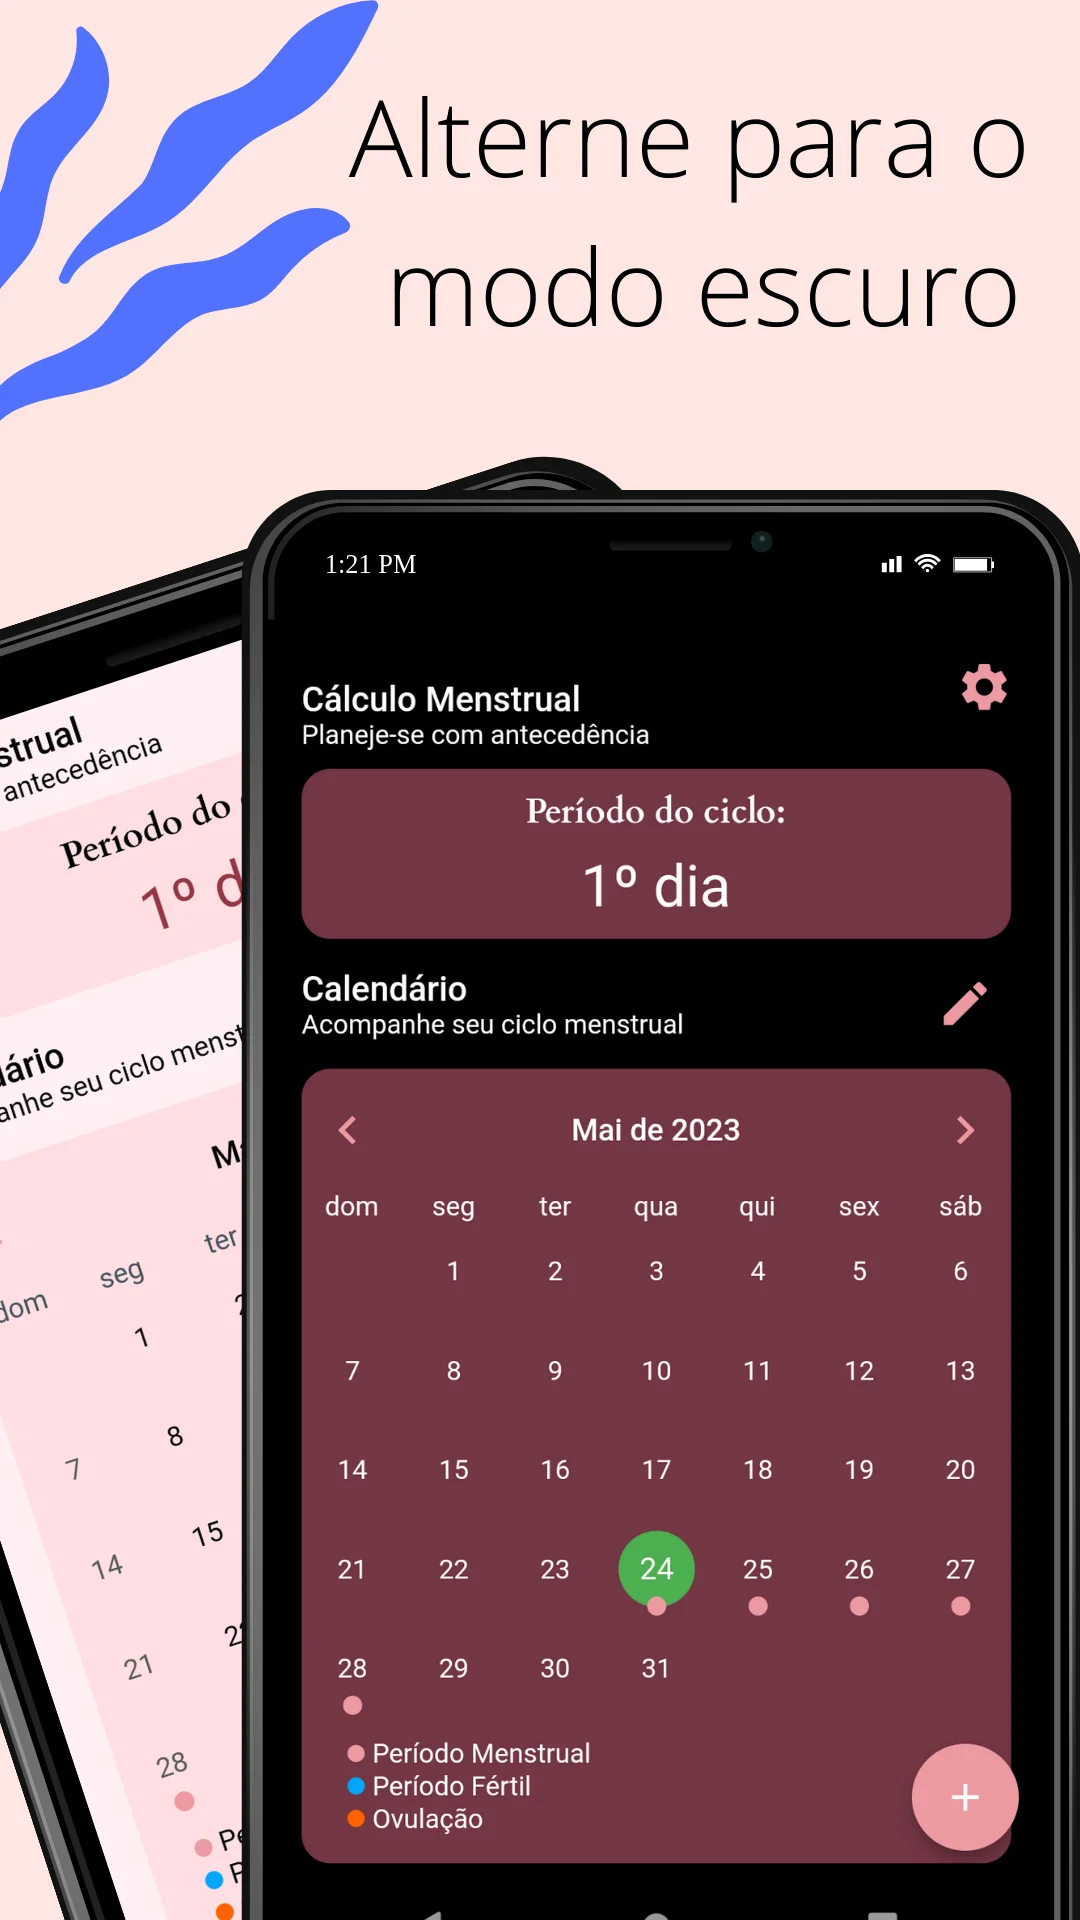 Alterne para o
modo escuro
1:21 PM
Cálculo Menstrual
Planeje-se com antecedência
Período do ciclo:
1º dia
Calendário
Acompanhe seu ciclo menstrual
Mai de 2023
dom seg ter qua qui sex sáb
1 2 3 4 5 6
7 8 9 10 11 12 13
14 15 16 17 18 19 20
21 22 23 24 25 26 27
28 29 30 31
Período Menstrual
Período Fértil
Ovulação
+
strual
antecedência
Período do
1º d
ário
anhe seu ciclo menst
Ma
dom seg ter
1 2
7 8
14 15
21 22
28
Pe
P